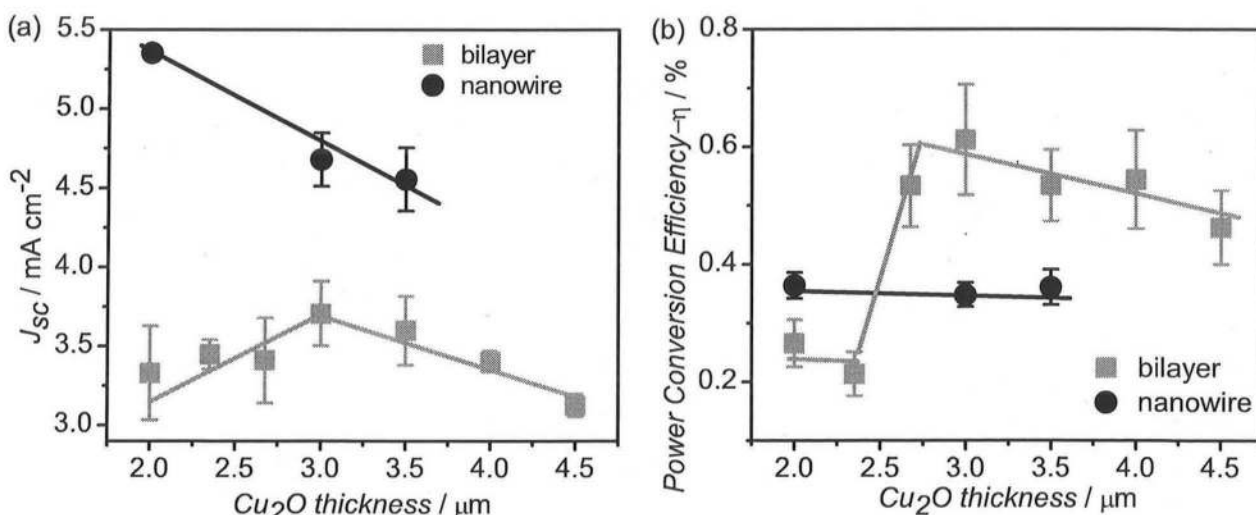 (a)
5.5
5.0
4.5
4.0
3.5
3.0
J_SC / mA cm⁻²
bilayer
nanowire
2.0 2.5 3.0 3.5 4.0 4.5
Cu₂O thickness / μm
(b)
0.8
0.6
0.4
0.2
Power Conversion Efficiency–η / %
bilayer
nanowire
2.0 2.5 3.0 3.5 4.0 4.5
Cu₂O thickness / μm